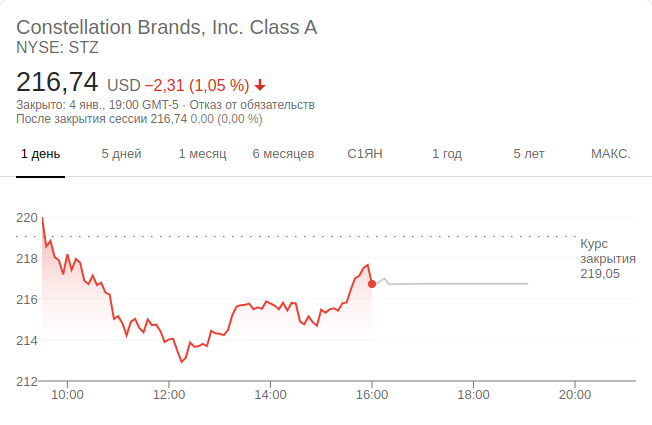 Constellation Brands, Inc. Class A
NYSE: STZ
216,74 USD −2,31 (1,05 %)
Закрыто: 4 янв., 19:00 GMT-5 · Отказ от обязательств
После закрытия сессии 216,74 0,00 (0,00 %)
1 день 5 дней 1 месяц 6 месяцев С1ЯН 1 год 5 лет МАКС.
220
218
216
214
212
Курс
закрытия
219,05
10:00 12:00 14:00 16:00 18:00 20:00